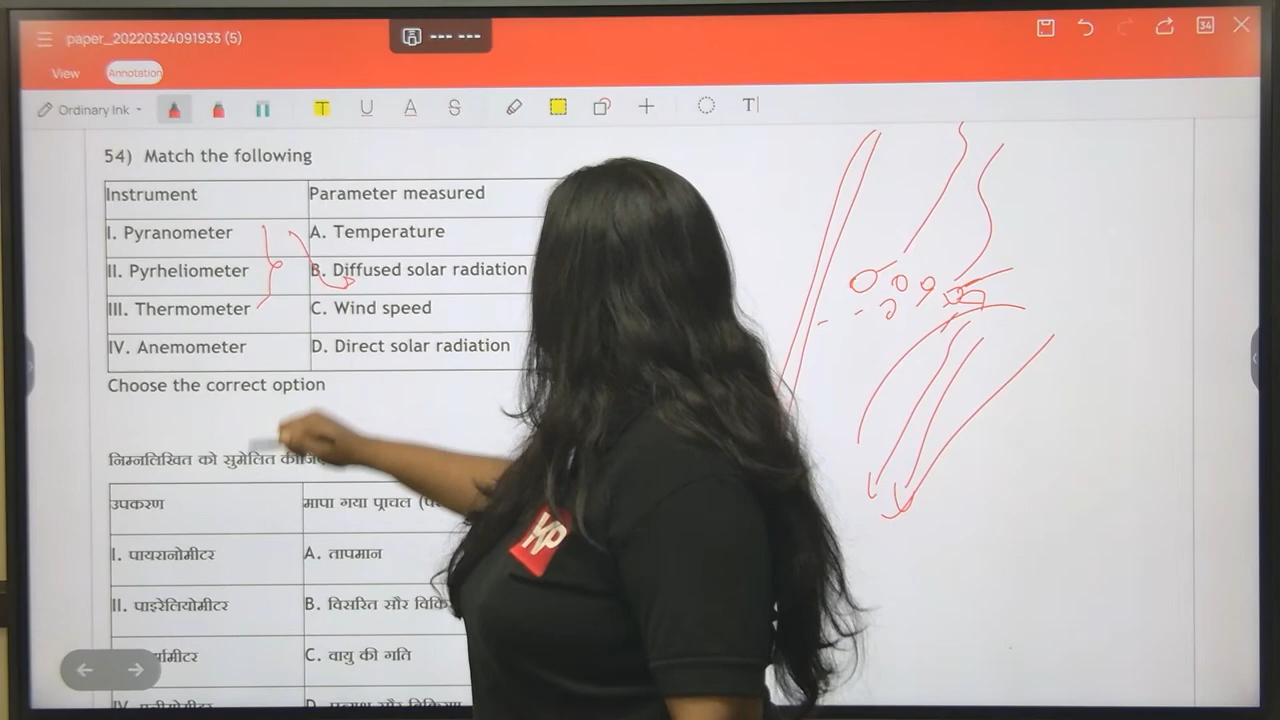 paper_20220324091933 (5)
View Annotation
Ordinary Ink
34
54) Match the following
Instrument Parameter measured
I. Pyranometer A. Temperature
II. Pyrheliometer B. Diffused solar radiation
III. Thermometer C. Wind speed
IV. Anemometer D. Direct solar radiation
Choose the correct option
निम्नलिखित को सुमेलित
उपकरण मापा गया प्राचल
I. पायरानोमीटर A. तापमान
II. पाइरेलियोमीटर B. विसरित सौर
C. वायु की गति
IV. D.